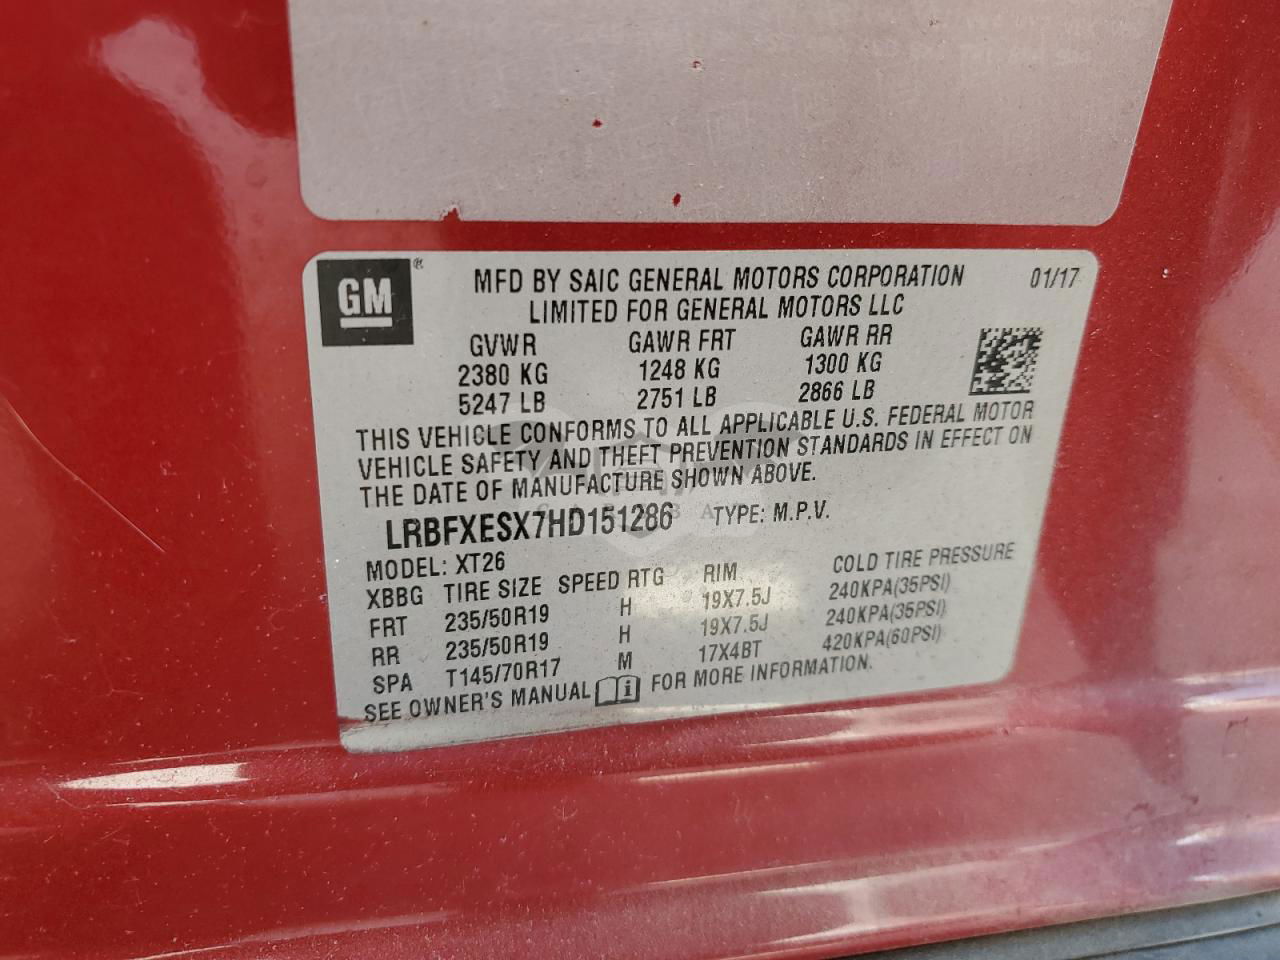 GM ®
MFD BY SAIC GENERAL MOTORS CORPORATION 01/17
LIMITED FOR GENERAL MOTORS LLC
GVWR GAWR FRT GAWR RR
2380 KG 1248 KG 1300 KG
5247 LB 2751 LB 2866 LB
THIS VEHICLE CONFORMS TO ALL APPLICABLE U.S. FEDERAL MOTOR
VEHICLE SAFETY AND THEFT PREVENTION STANDARDS IN EFFECT ON
THE DATE OF MANUFACTURE SHOWN ABOVE.
LRBFXESX7HD151286 TYPE: M.P.V.
MODEL: XT26
XBBG TIRE SIZE SPEED RTG RIM COLD TIRE PRESSURE
FRT 235/50R19 H 19X7.5J 240KPA(35PSI)
RR 235/50R19 H 19X7.5J 240KPA(35PSI)
SPA T145/70R17 M 17X4BT 420KPA(60PSI)
SEE OWNER'S MANUAL FOR MORE INFORMATION.